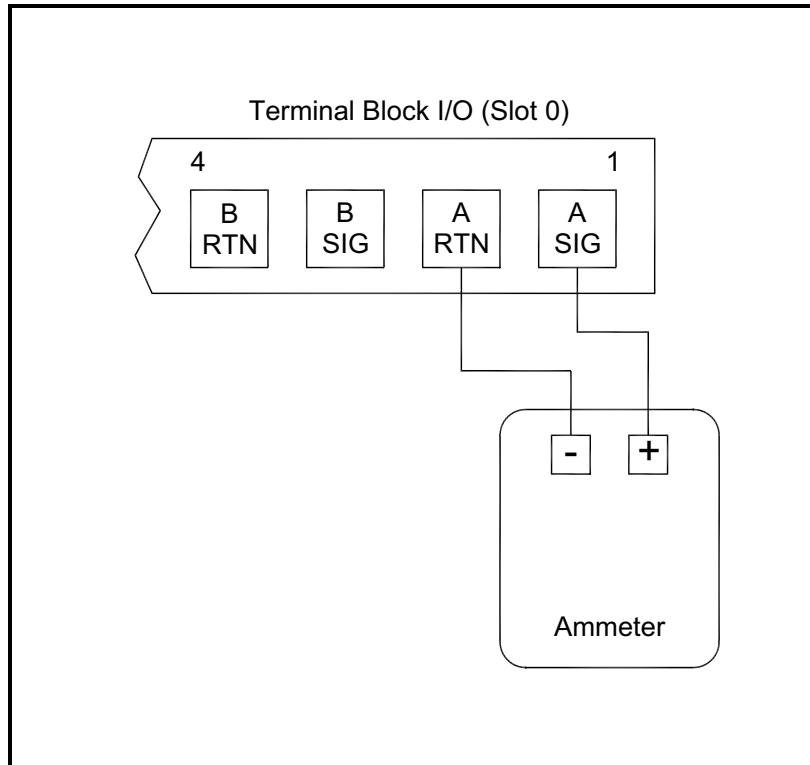 Terminal Block I/O (Slot 0)
4 1
B B A A
RTN SIG RTN SIG
- +
Ammeter